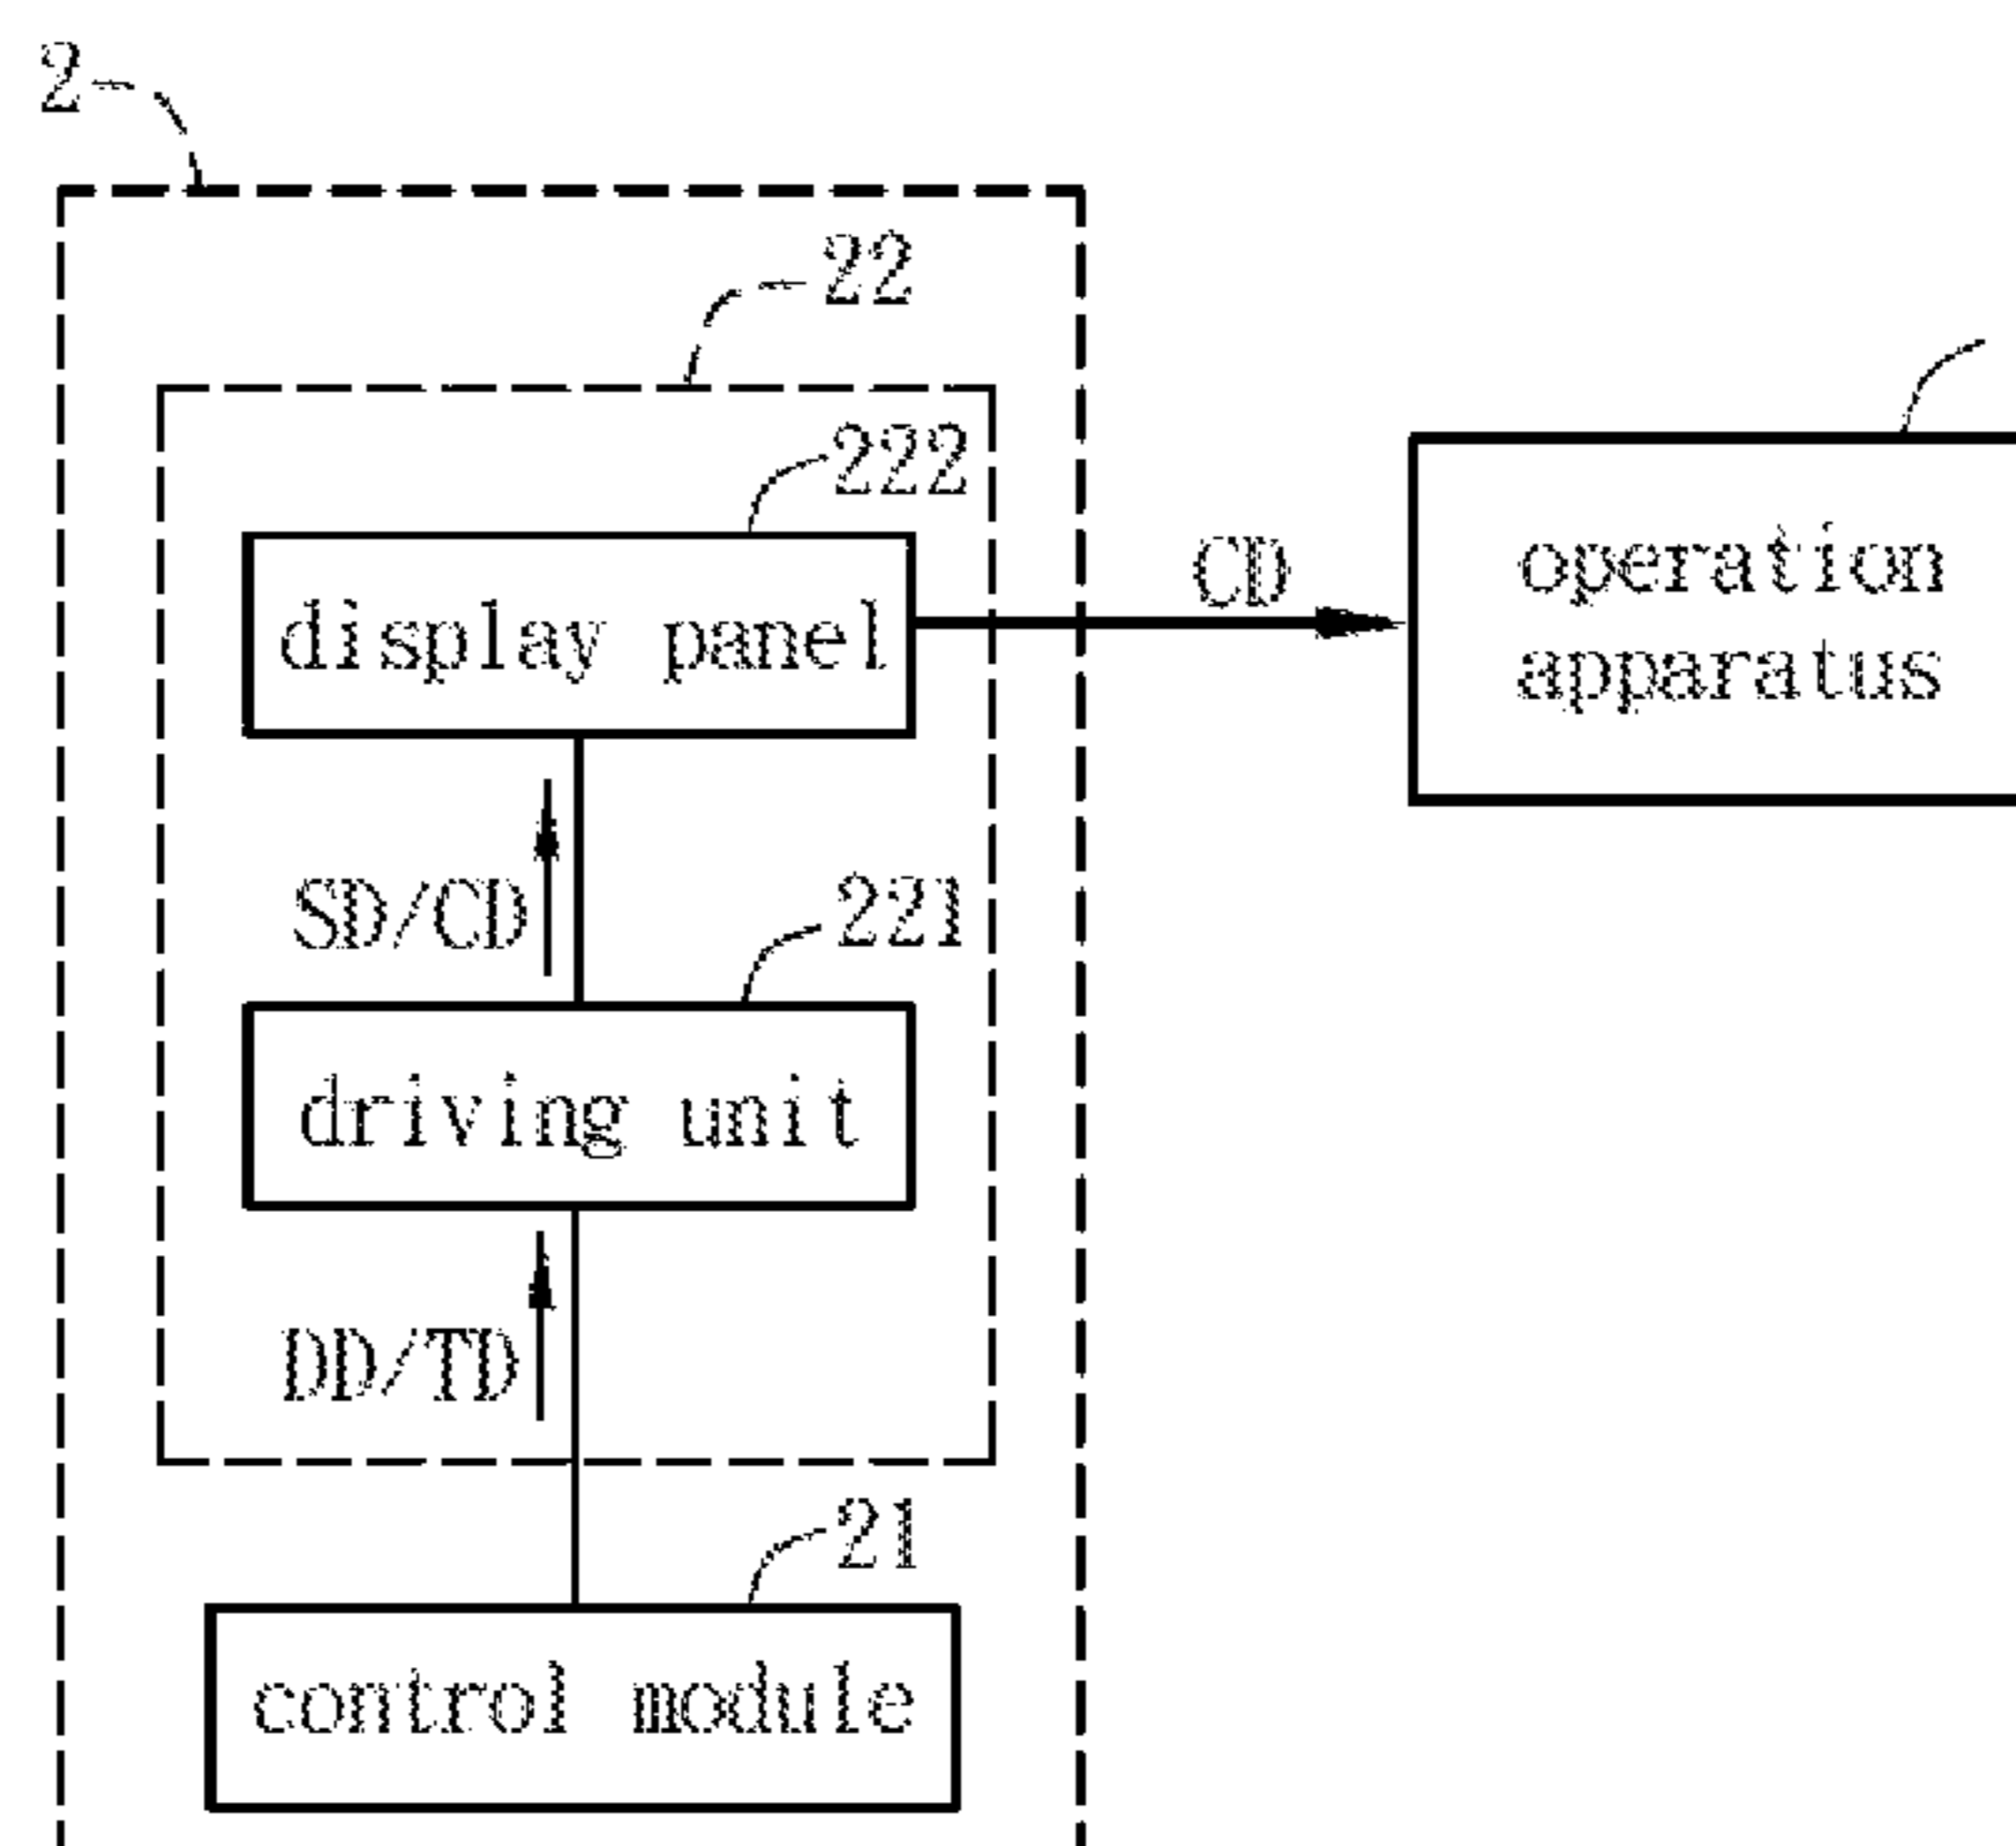 2
22
222
display panel
CD
operation
apparatus
SD/CD
221
driving unit
DD/TD
21
control module